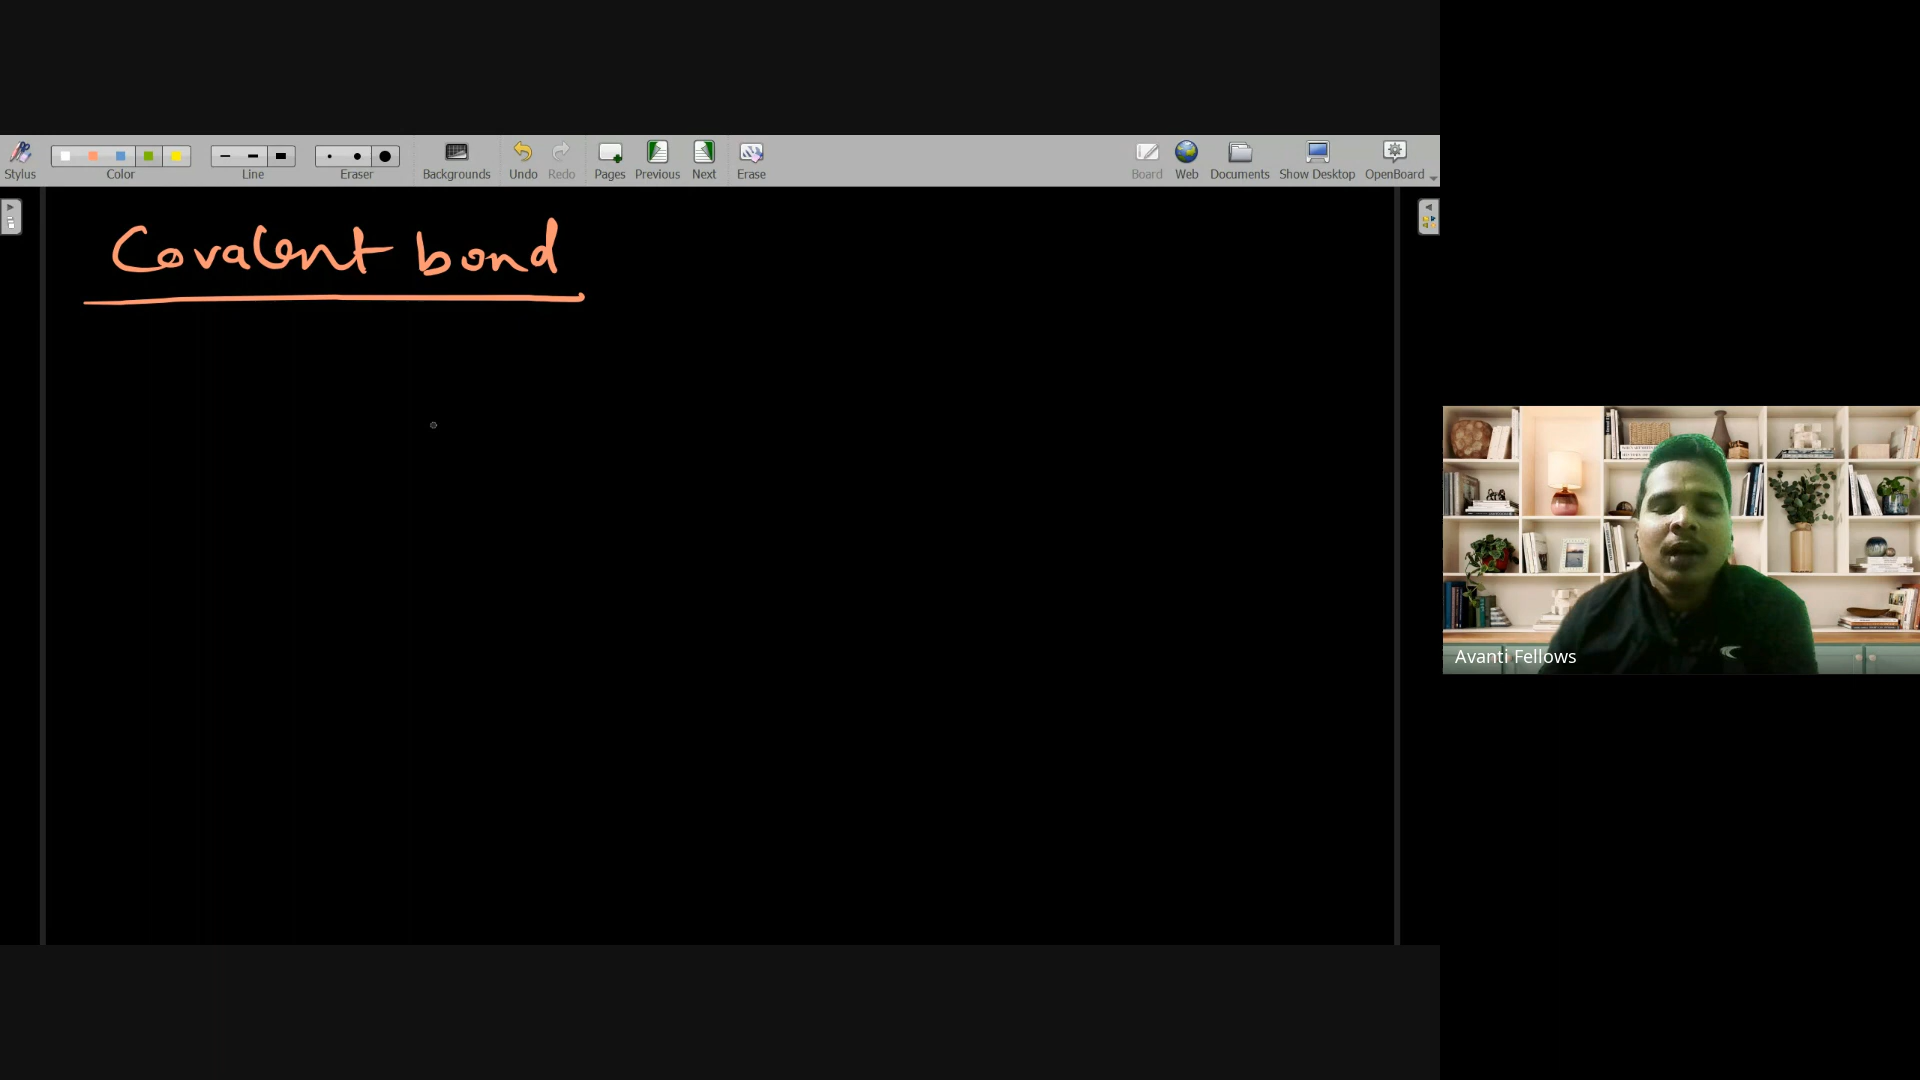 Stylus
Color
Line
Eraser
Backgrounds
Undo
Redo
Pages
Previous
Next
Erase
Board
Web
Documents
Show Desktop
OpenBoard
Covalent bond
Avanti Fellows